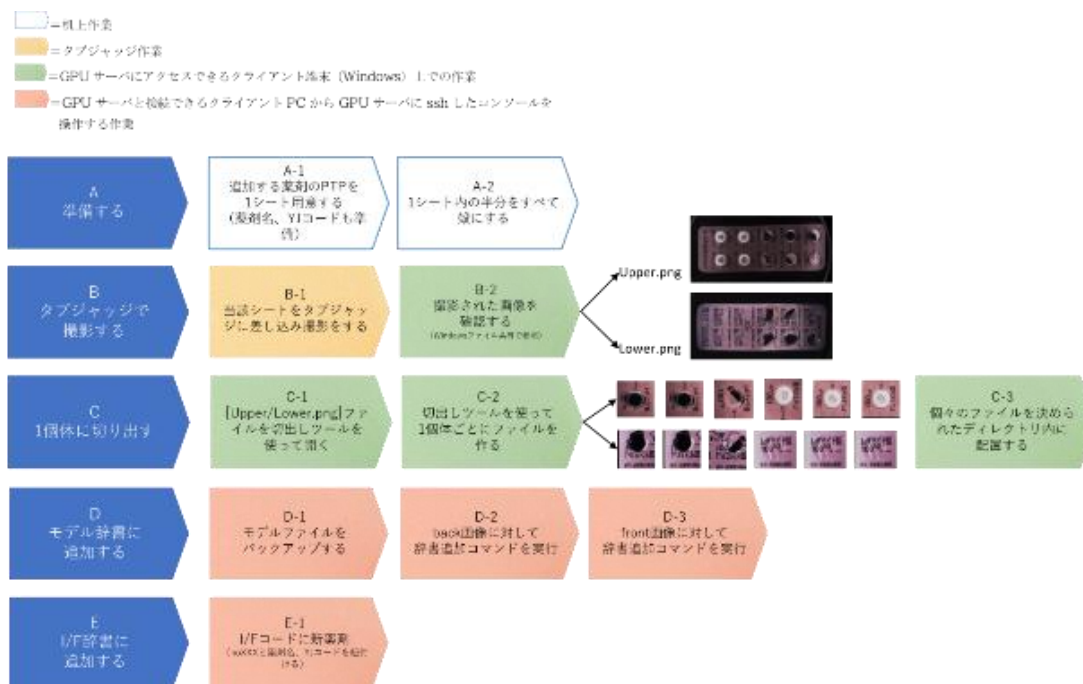 =机上作業
=タブジャッジ作業
=GPU サーバにアクセスできるクライアント端末（Windows）上での作業
=GPU サーバと接続できるクライアント PC から GPU サーバに ssh したコンソールを
操作する作業
A
準備する
A-1
追加する薬剤のPTPを
1シート用意する
（薬剤名、YJコードも準
備）
A-2
1シート内の半分をすべて
殻にする
B
タブジャッジで
撮影する
B-1
当該シートをタブジャッ
ジに差し込み撮影をする
B-2
撮影された画像を
確認する
Upper.png
Lower.png
C
1個体に切り出す
C-1
[Upper/Lower.png]ファ
イルを切出しツールを
使って開く
C-2
切出しツールを使って
1個体ごとにファイルを
作る
C-3
個々のファイルを決めら
れたディレクトリ内に
配置する
D
モデル辞書に
追加する
D-1
モデルファイルを
バックアップする
D-2
back画像に対して
辞書追加コマンドを実行
D-3
front画像に対して
辞書追加コマンドを実行
E
I/F辞書に
追加する
E-1
I/Fコードに新薬剤